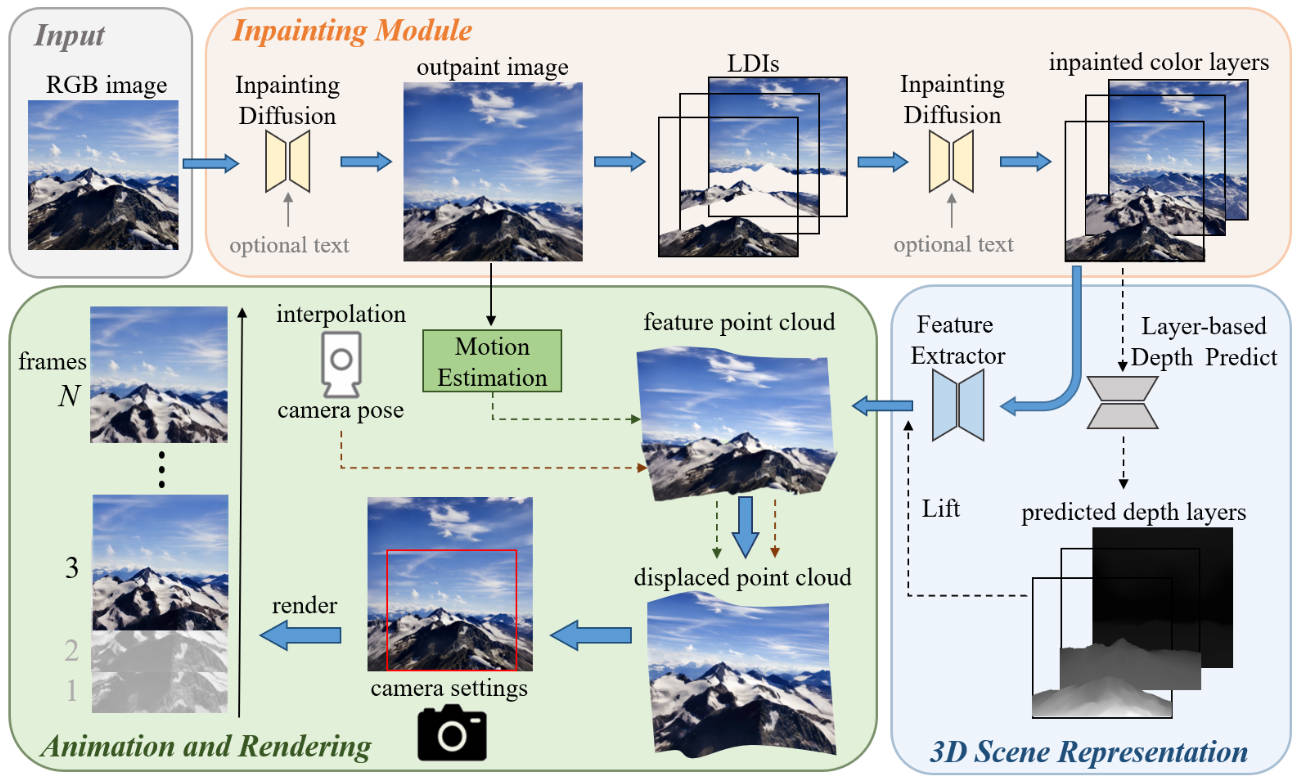 Input
RGB image
Inpainting Module
Inpainting
Diffusion
optional text
outpaint image
LDIs
Inpainting
Diffusion
optional text
inpainted color layers
frames
N
3
2
1
interpolation
camera pose
Motion
Estimation
feature point cloud
displaced point cloud
render
camera settings
Animation and Rendering
Feature
Extractor
Layer-based
Depth Predict
Lift
predicted depth layers
3D Scene Representation